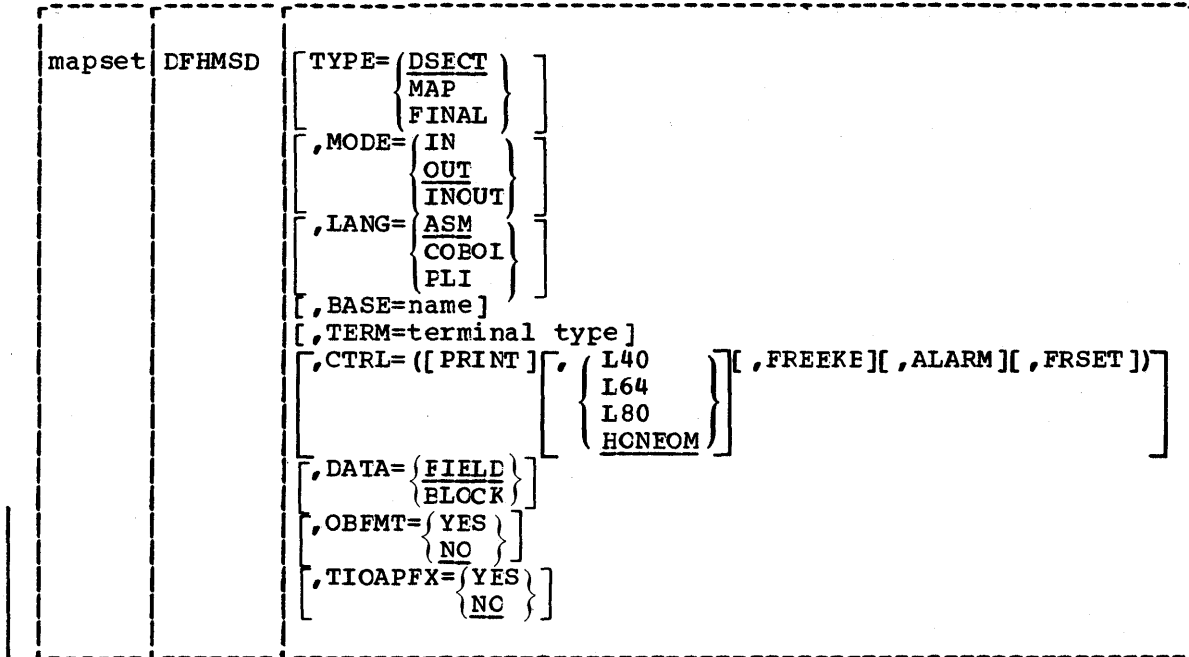 mapset DFHMSD [TYPE={DSECT
MAP
FINAL}]
[,MODE={IN
OUT
INOUT}]
[,LANG={ASM
COBOL
PLI}]
[,BASE=name]
[,TERM=terminal type]
[,CTRL=([PRINT][,{L40
L64
L80
HONEOM}][,FREEKE][,ALARM][,FRSET])]
[,DATA={FIELD
BLOCK}]
[,OBFMT={YES
NO}]
[,TIOAPFX={YES
NO}]